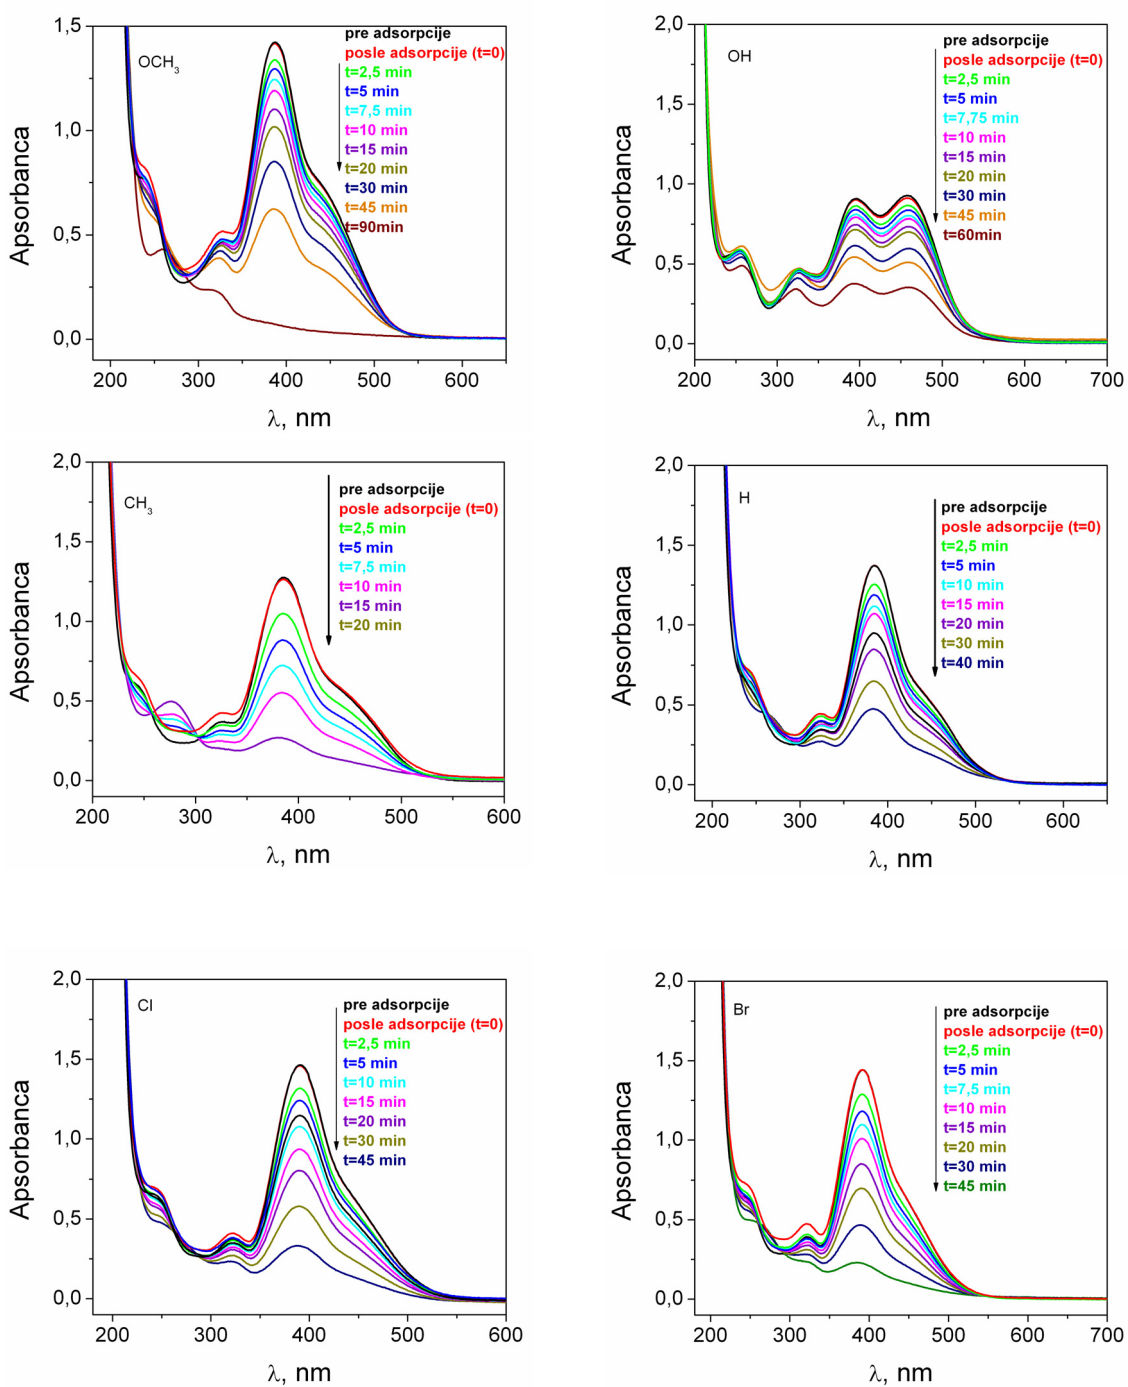 OCH3
pre adsorpcije
posle adsorpcije (t=0)
t=2,5 min
t=5 min
t=7,5 min
t=10 min
t=15 min
t=20 min
t=30 min
t=45 min
t=90min
Apsorbanca
1,5
1,0
0,5
0,0
200 300 400 500 600
λ, nm
OH
pre adsorpcije
posle adsorpcije (t=0)
t=2,5 min
t=5 min
t=7,75 min
t=10 min
t=15 min
t=20 min
t=30 min
t=45 min
t=60min
Apsorbanca
2,0
1,5
1,0
0,5
0,0
200 300 400 500 600 700
λ, nm
CH3
pre adsorpcije
posle adsorpcije (t=0)
t=2,5 min
t=5 min
t=7,5 min
t=10 min
t=15 min
t=20 min
Apsorbanca
2,0
1,5
1,0
0,5
0,0
200 300 400 500 600
λ, nm
H
pre adsorpcije
posle adsorpcije (t=0)
t=2,5 min
t=5 min
t=10 min
t=15 min
t=20 min
t=30 min
t=40 min
Apsorbanca
2,0
1,5
1,0
0,5
0,0
200 300 400 500 600
λ, nm
Cl
pre adsorpcije
posle adsorpcije (t=0)
t=2,5 min
t=5 min
t=10 min
t=15 min
t=20 min
t=30 min
t=45 min
Apsorbanca
2,0
1,5
1,0
0,5
0,0
200 300 400 500 600
λ, nm
Br
pre adsorpcije
posle adsorpcije (t=0)
t=2,5 min
t=5 min
t=7,5 min
t=10 min
t=15 min
t=20 min
t=30 min
t=45 min
Apsorbanca
2,0
1,5
1,0
0,5
0,0
200 300 400 500 600 700
λ, nm